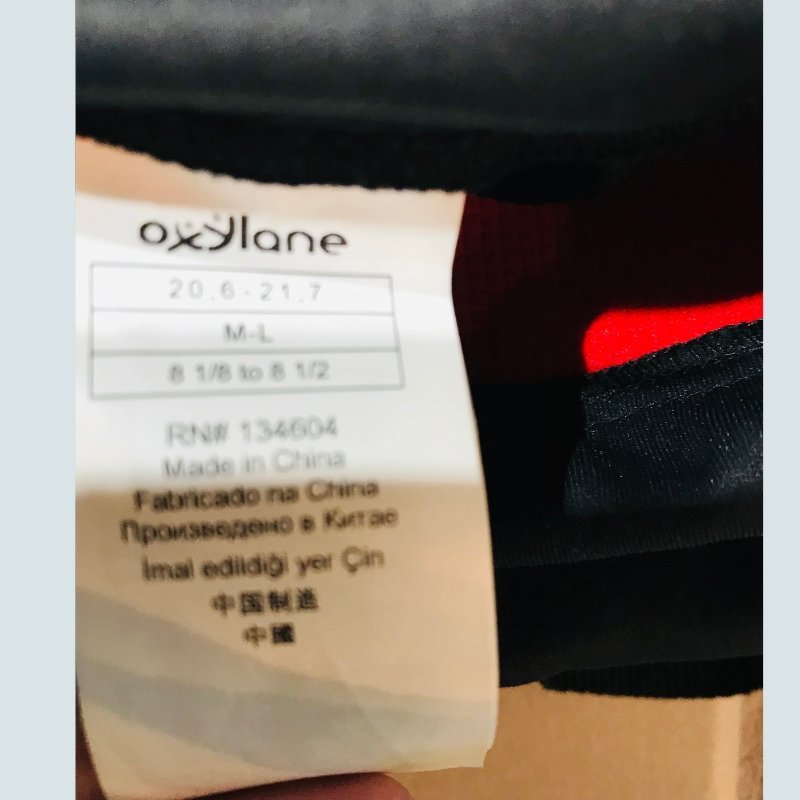 oxylane
20,6-21,7
M-L
8 1/8 to 8 1/2
RN# 134604
Made in China
Fabricado na China
Произведено в Китае
İmal edildiği yer Çin
中国制造
中國